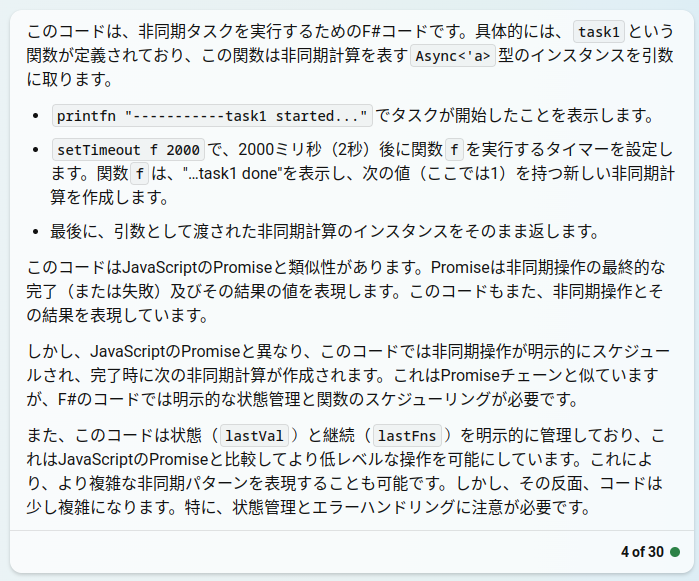 このコードは、非同期タスクを実行するためのF#コードです。具体的には、 task1 という
関数が定義されており、この関数は非同期計算を表す Async<'a> 型のインスタンスを引数
に取ります。
• printfn "-----------task1 started..." でタスクが開始したことを表示します。
• setTimeout f 2000 で、2000ミリ秒（2秒）後に関数 f を実行するタイマーを設定し
ます。関数 f は、"...task1 done"を表示し、次の値（ここでは1）を持つ新しい非同期計
算を作成します。
• 最後に、引数として渡された非同期計算のインスタンスをそのまま返します。
このコードはJavaScriptのPromiseと類似性があります。Promiseは非同期操作の最終的な
完了（または失敗）及びその結果の値を表現します。このコードもまた、非同期操作とそ
の結果を表現しています。
しかし、JavaScriptのPromiseと異なり、このコードでは非同期操作が明示的にスケジュー
ルされ、完了時に次の非同期計算が作成されます。これはPromiseチェーンと似ています
が、F#のコードでは明示的な状態管理と関数のスケジューリングが必要です。
また、このコードは状態（ lastVal ）と継続（ lastFns ）を明示的に管理しており、こ
れはJavaScriptのPromiseと比較してより低レベルな操作を可能にしています。これによ
り、より複雑な非同期パターンを表現することも可能です。しかし、その反面、コードは
少し複雑になります。特に、状態管理とエラーハンドリングに注意が必要です。
4 of 30